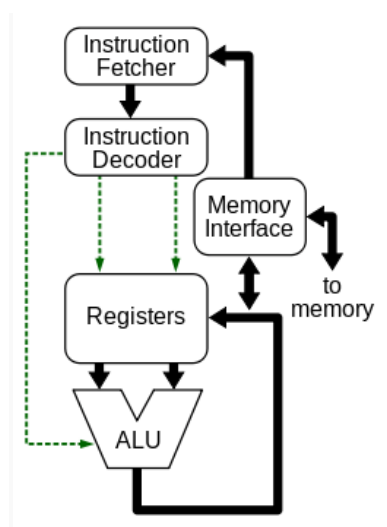 Instruction
Fetcher
Instruction
Decoder
Memory
Interface
to
memory
Registers
ALU